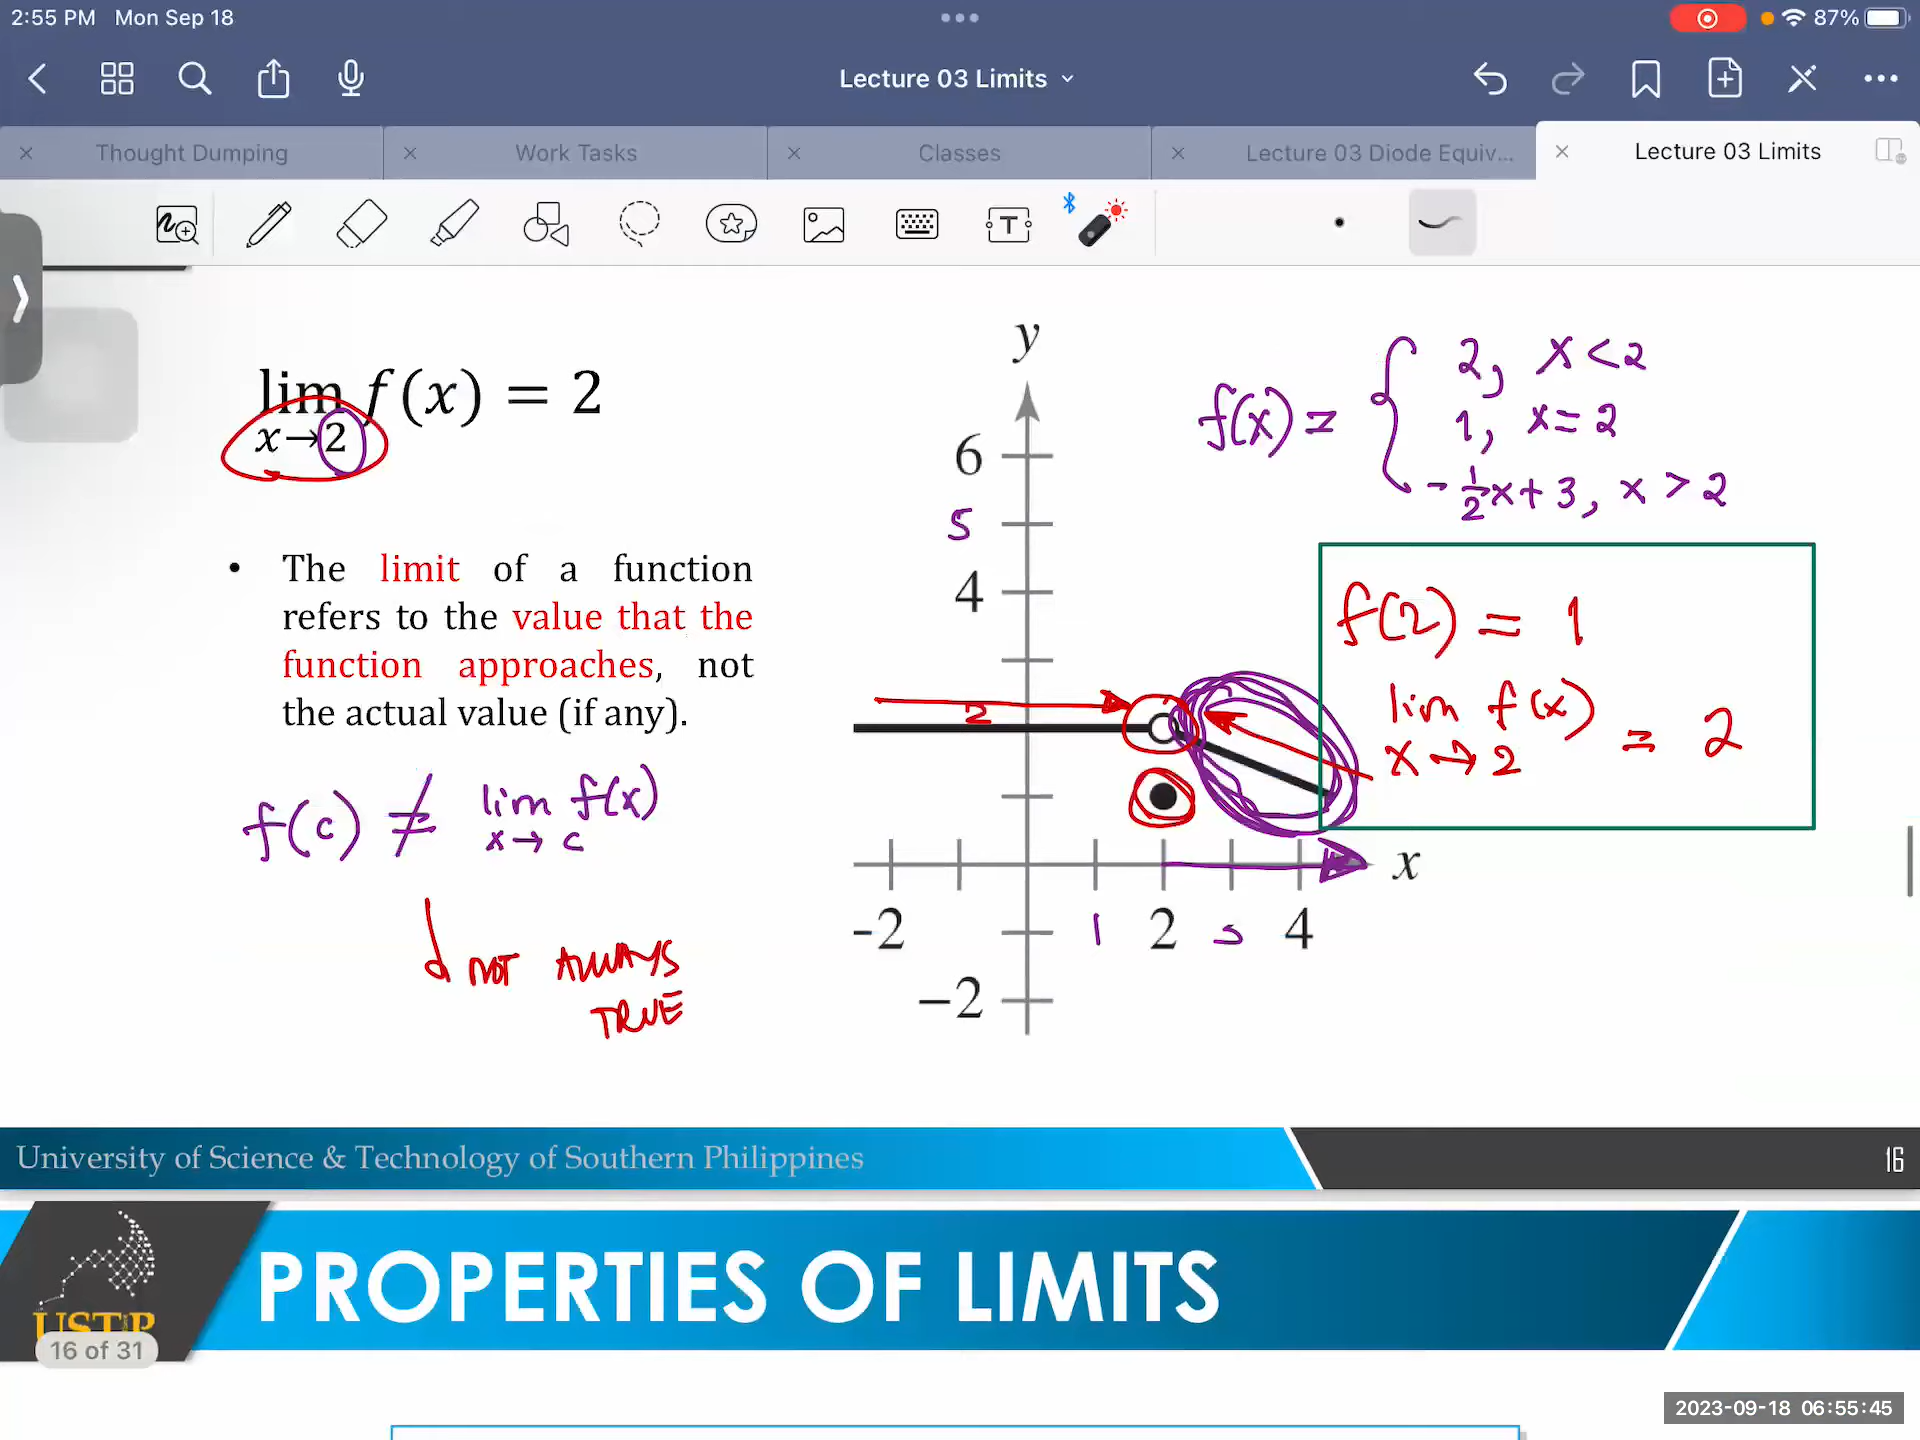 2:55 PM Mon Sep 18
87%
Lecture 03 Limits
Thought Dumping
Work Tasks
Classes
Lecture 03 Diode Equiv...
Lecture 03 Limits
T
lim f(x) = 2
x→2
• The limit of a function
refers to the value that the
function approaches, not
the actual value (if any).
f(c) ≠ lim f(x)
x→c
NOT ALWAYS
TRUE
y
6
5
4
2
-2 1 2 3 4
x
−2
f(x) = { 2, x < 2
1, x = 2
-1/2x + 3, x > 2
f(2) = 1
lim f(x) = 2
x→2
University of Science & Technology of Southern Philippines
16
USTP
PROPERTIES OF LIMITS
16 of 31
2023-09-18 06:55:45